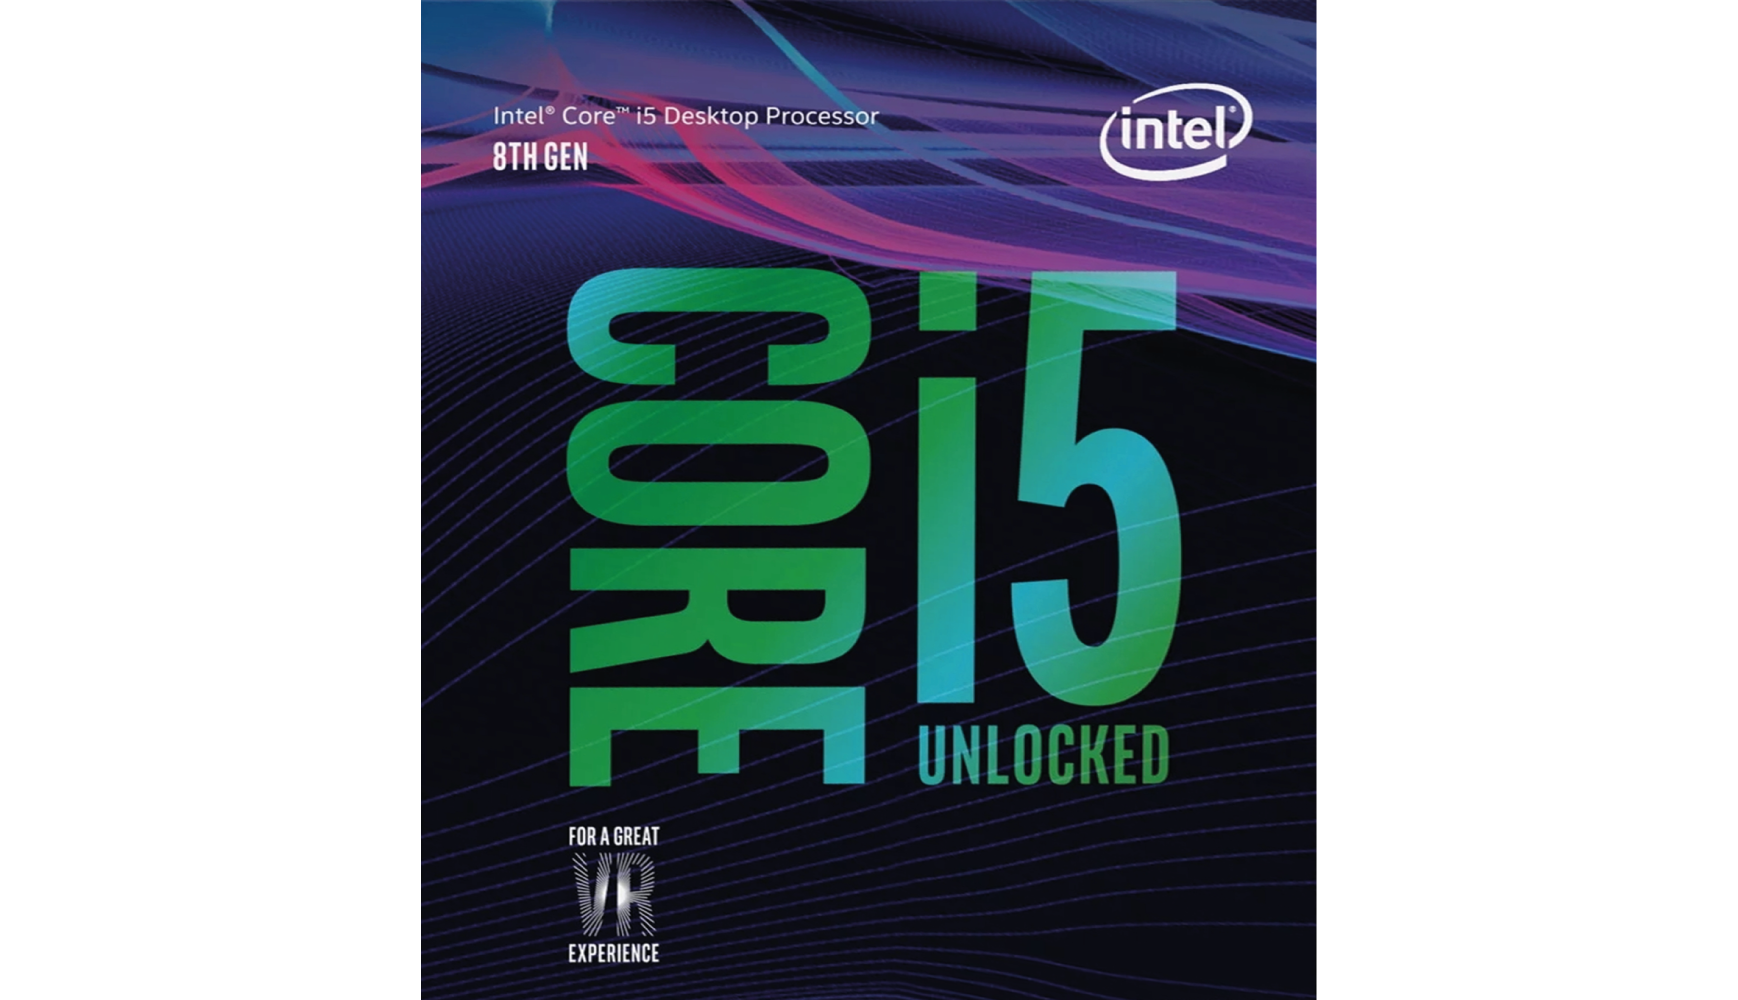 Intel® Core™ i5 Desktop Processor
8TH GEN
intel®
CORE
i5
UNLOCKED
FOR A GREAT
VR
EXPERIENCE